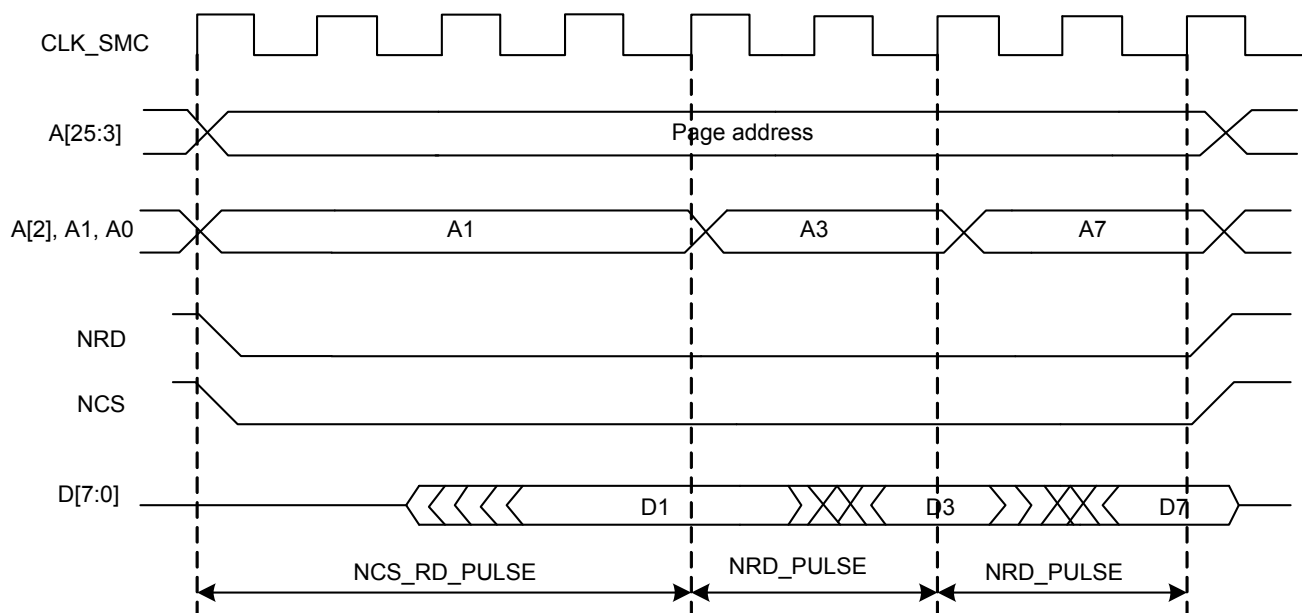 CLK_SMC
A[25:3]
Page address
A[2], A1, A0
A1
A3
A7
NRD
NCS
D[7:0]
D1
D3
D7
NCS_RD_PULSE
NRD_PULSE
NRD_PULSE